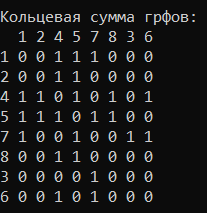 Кольцевая сумма грфов:
  1 2 4 5 7 8 3 6
1 0 0 1 1 1 0 0 0
2 0 0 1 1 0 0 0 0
4 1 1 0 1 0 1 0 1
5 1 1 1 0 1 1 0 0
7 1 0 0 1 0 0 1 1
8 0 0 1 1 0 0 0 0
3 0 0 0 0 1 0 0 0
6 0 0 1 0 1 0 0 0